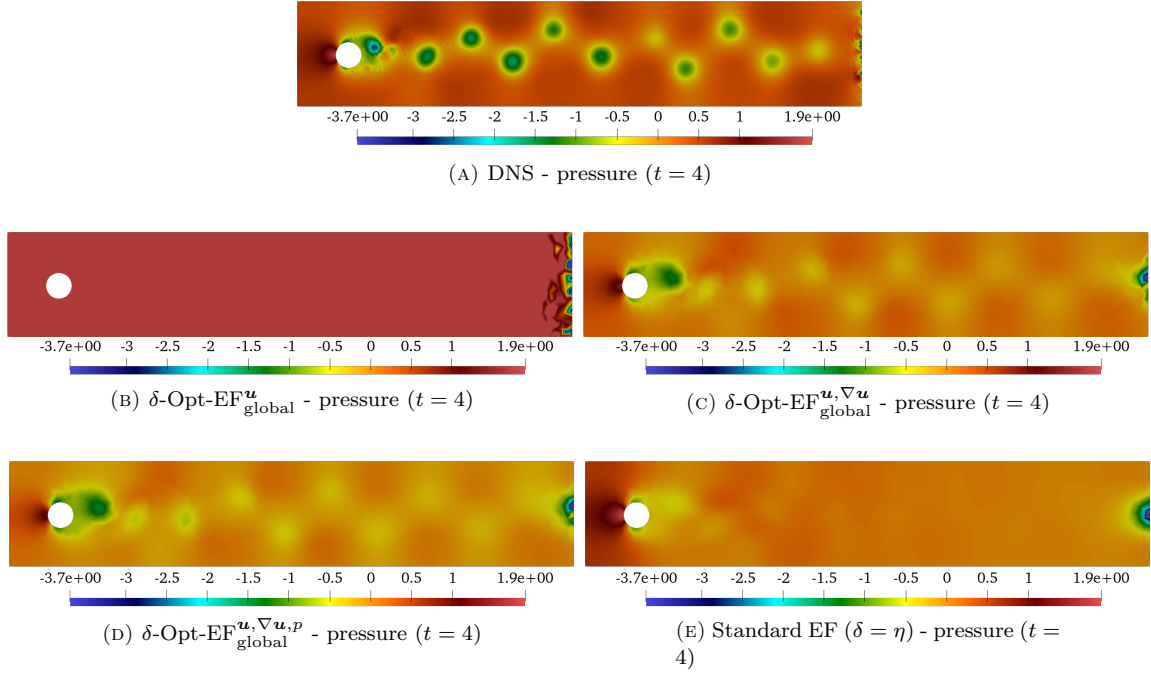 -3.7e+00 -3 -2.5 -2 -1.5 -1 -0.5 0 0.5 1 1.9e+00
(A) DNS - pressure (t = 4)
-3.7e+00 -3 -2.5 -2 -1.5 -1 -0.5 0 0.5 1 1.9e+00
(B) δ-Opt-EF^u_global - pressure (t = 4)
-3.7e+00 -3 -2.5 -2 -1.5 -1 -0.5 0 0.5 1 1.9e+00
(C) δ-Opt-EF^{u,∇u}_global - pressure (t = 4)
-3.7e+00 -3 -2.5 -2 -1.5 -1 -0.5 0 0.5 1 1.9e+00
(D) δ-Opt-EF^{u,∇u,p}_global - pressure (t = 4)
-3.7e+00 -3 -2.5 -2 -1.5 -1 -0.5 0 0.5 1 1.9e+00
(E) Standard EF (δ = η) - pressure (t =
4)